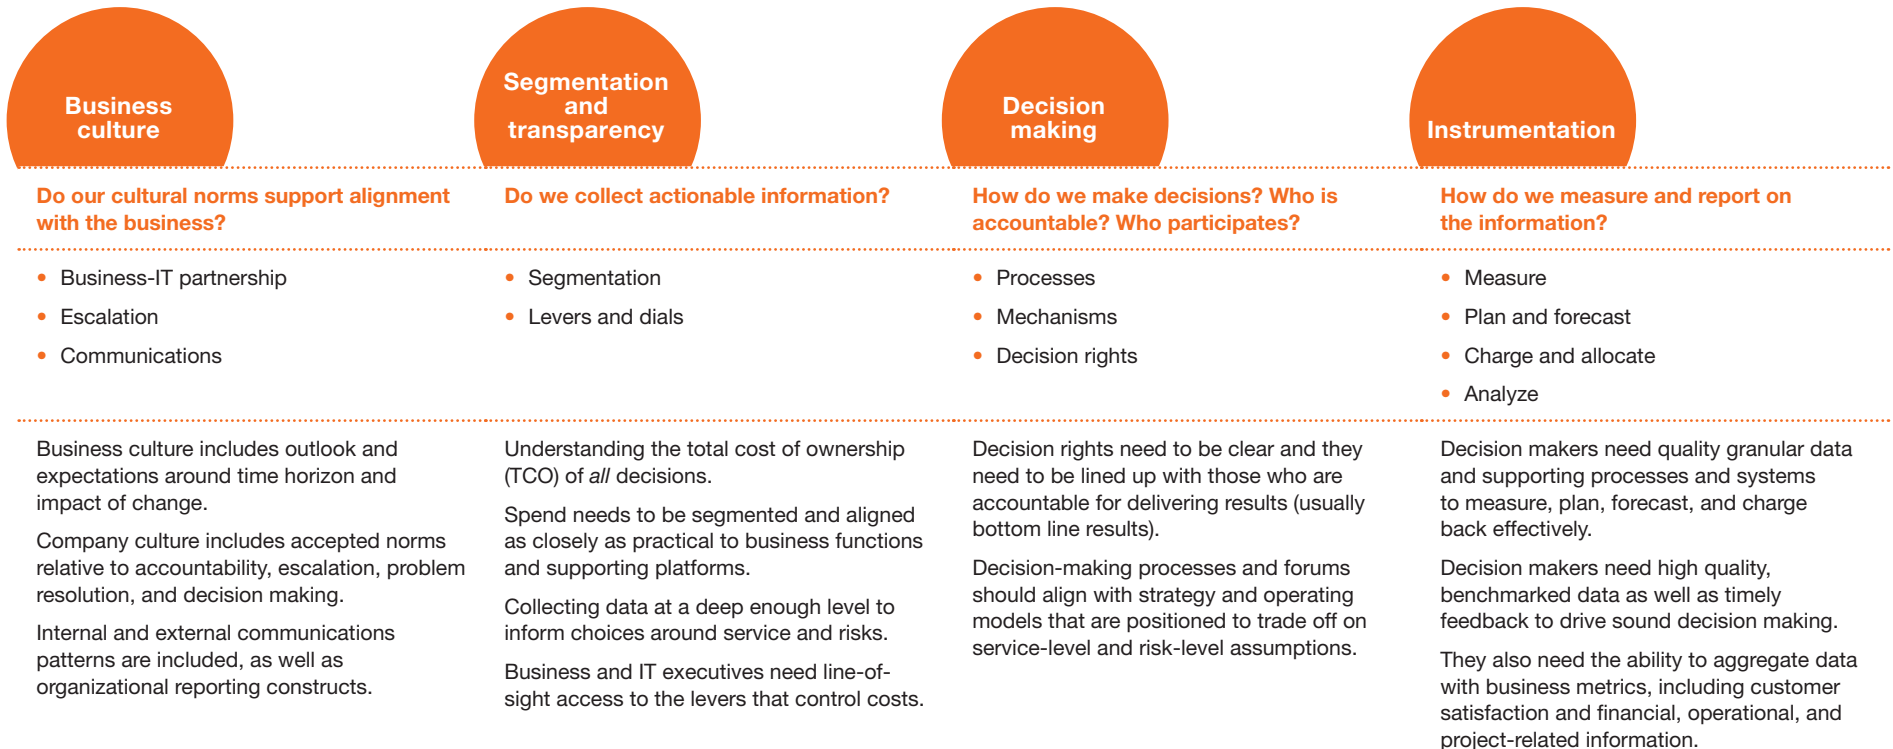 Business
culture
Segmentation
and
transparency
Decision
making
Instrumentation
Do our cultural norms support alignment
with the business?
Do we collect actionable information?
How do we make decisions? Who is
accountable? Who participates?
How do we measure and report on
the information?
• Business-IT partnership
• Escalation
• Communications
• Segmentation
• Levers and dials
• Processes
• Mechanisms
• Decision rights
• Measure
• Plan and forecast
• Charge and allocate
• Analyze
Business culture includes outlook and
expectations around time horizon and
impact of change.
Company culture includes accepted norms
relative to accountability, escalation, problem
resolution, and decision making.
Internal and external communications
patterns are included, as well as
organizational reporting constructs.
Understanding the total cost of ownership
(TCO) of all decisions.
Spend needs to be segmented and aligned
as closely as practical to business functions
and supporting platforms.
Collecting data at a deep enough level to
inform choices around service and risks.
Business and IT executives need line-of-
sight access to the levers that control costs.
Decision rights need to be clear and they
need to be lined up with those who are
accountable for delivering results (usually
bottom line results).
Decision-making processes and forums
should align with strategy and operating
models that are positioned to trade off on
service-level and risk-level assumptions.
Decision makers need quality granular data
and supporting processes and systems
to measure, plan, forecast, and charge
back effectively.
Decision makers need high quality,
benchmarked data as well as timely
feedback to drive sound decision making.
They also need the ability to aggregate data
with business metrics, including customer
satisfaction and financial, operational, and
project-related information.